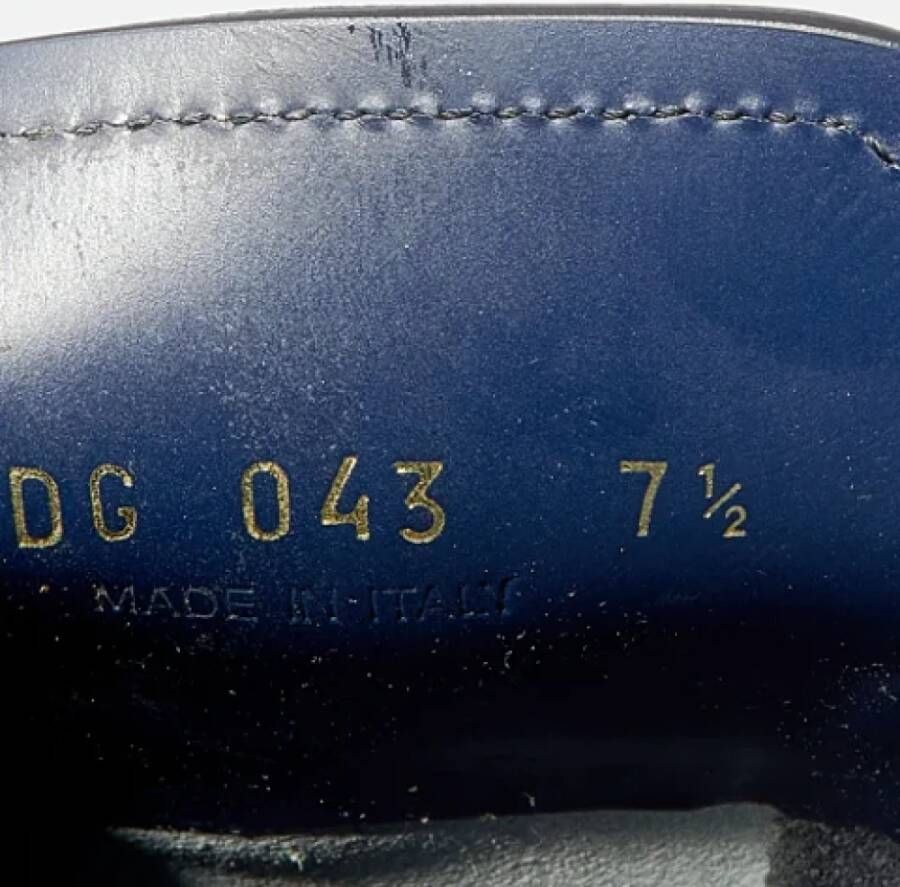 DG 043 7½
MADE IN ITALY